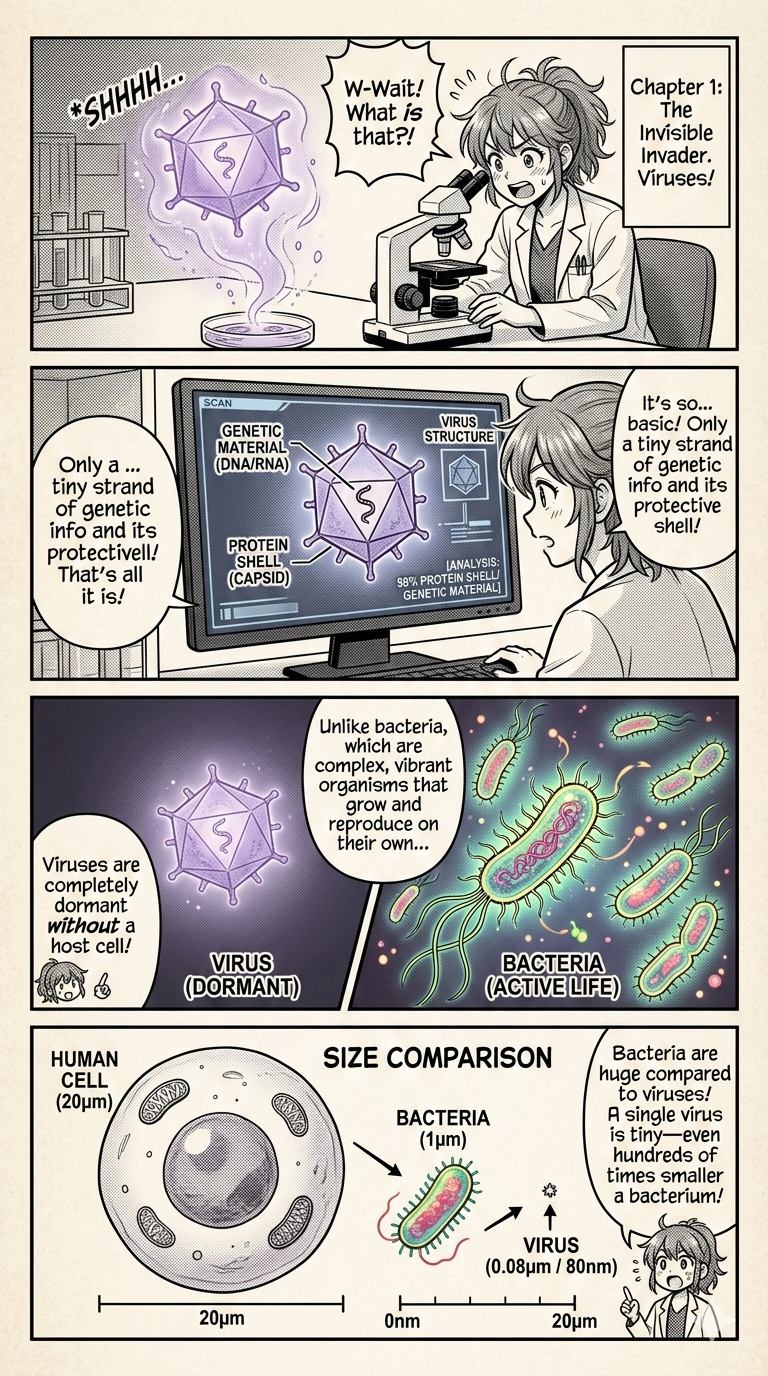 *SHHHH...
W-Wait!
What is
that?!
Chapter 1:
The
Invisible
Invader.
Viruses!
Only a ...
tiny strand
of genetic
info and its
protectivell!
That's all
it is!
SCAN
GENETIC
MATERIAL
(DNA/RNA)
PROTEIN
SHELL
(CAPSID)
VIRUS
STRUCTURE
[ANALYSIS:
98% PROTEIN SHELL/
GENETIC MATERIAL]
It's so...
basic! Only
a tiny strand
of genetic
info and its
protective
shell!
Viruses are
completely
dormant
without a
host cell!
VIRUS
(DORMANT)
Unlike bacteria,
which are
complex, vibrant
organisms that
grow and
reproduce on
their own...
BACTERIA
(ACTIVE LIFE)
HUMAN
CELL
(20μm)
SIZE COMPARISON
BACTERIA
(1μm)
VIRUS
(0.08μm / 80nm)
Bacteria are
huge compared
to viruses!
A single virus
is tiny—even
hundreds of
times smaller
a bacterium!
20μm
0nm
20μm